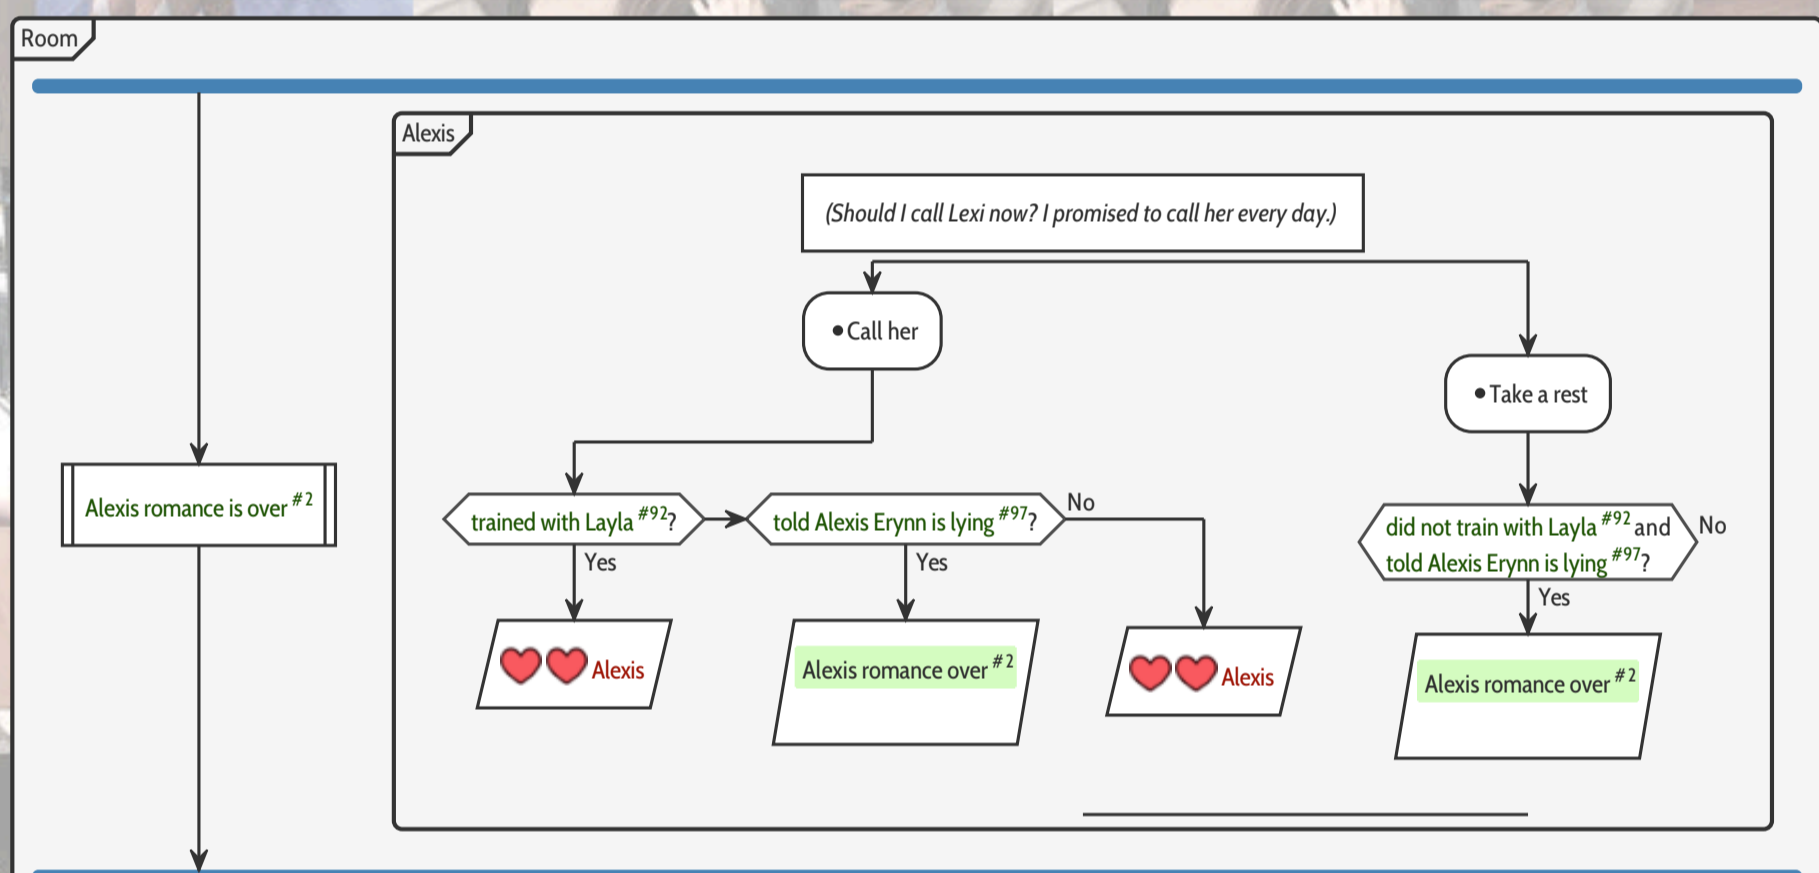 Room
Alexis
(Should I call Lexi now? I promised to call her every day.)
•Call her
•Take a rest
Alexis romance is over #2
trained with Layla #92?
told Alexis Erynn is lying #97?
No
did not train with Layla #92 and
told Alexis Erynn is lying #97?
No
Yes
Yes
Yes
Alexis
Alexis romance over #2
Alexis
Alexis romance over #2